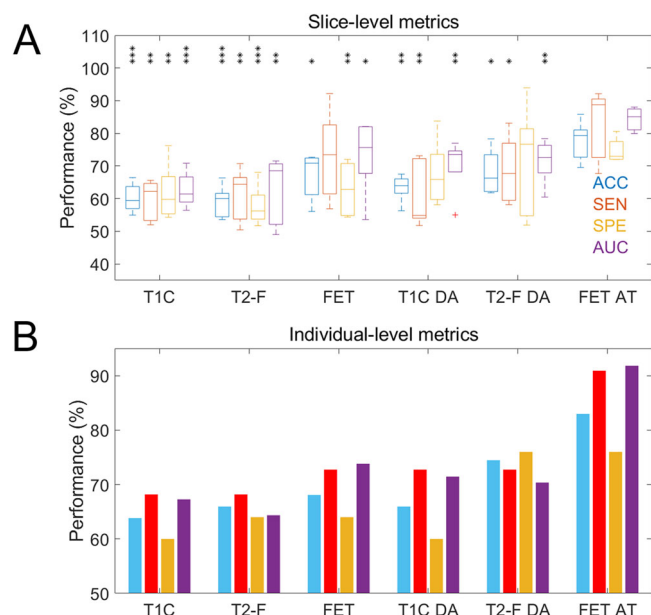 A
Slice-level metrics
Performance (%)
110
100
90
80
70
60
50
40
*** ** ** *** *** ** *** ** * ** * ** ** ** * * **
ACC
SEN
SPE
AUC
T1C T2-F FET T1C DA T2-F DA FET AT
B
Individual-level metrics
Performance (%)
90
80
70
60
50
T1C T2-F FET T1C DA T2-F DA FET AT